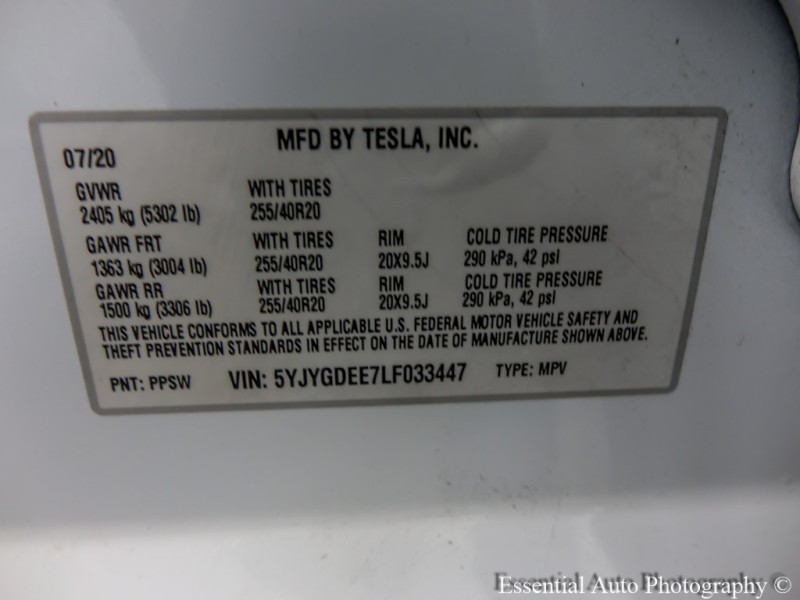 MFD BY TESLA, INC.
07/20
GVWR WITH TIRES
2405 kg (5302 lb) 255/40R20
GAWR FRT WITH TIRES RIM COLD TIRE PRESSURE
1363 kg (3004 lb) 255/40R20 20X9.5J 290 kPa, 42 psi
GAWR RR WITH TIRES RIM COLD TIRE PRESSURE
1500 kg (3306 lb) 255/40R20 20X9.5J 290 kPa, 42 psi
THIS VEHICLE CONFORMS TO ALL APPLICABLE U.S. FEDERAL MOTOR VEHICLE SAFETY AND
THEFT PREVENTION STANDARDS IN EFFECT ON THE DATE OF MANUFACTURE SHOWN ABOVE.
PNT: PPSW VIN: 5YJYGDEE7LF033447 TYPE: MPV
Essential Auto Photography ©